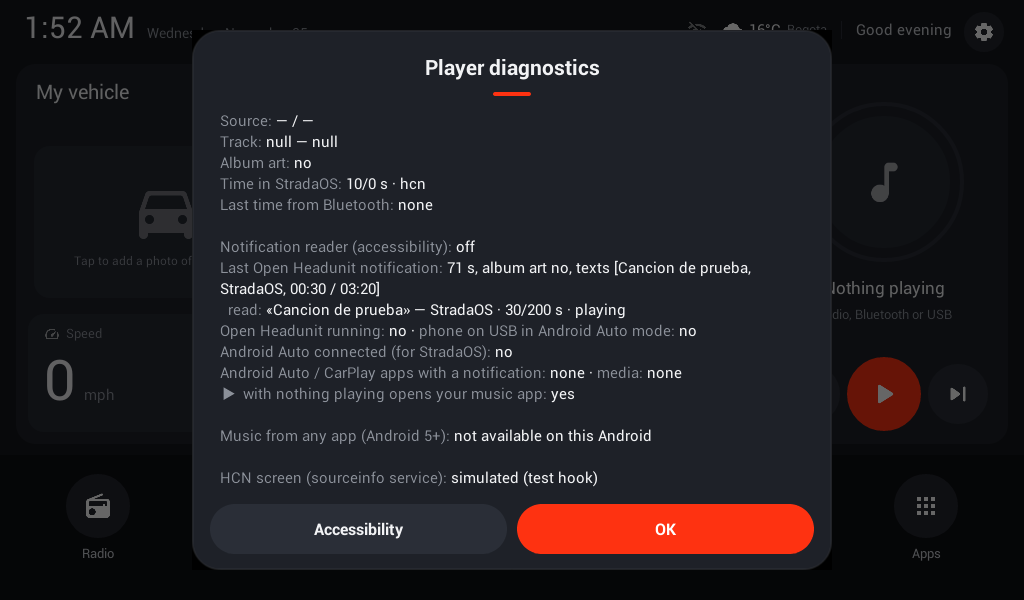 1:52 AM
16°C Bogota
Good evening
Player diagnostics
My vehicle
Source: — / —
Track: null — null
Album art: no
Time in StradaOS: 10/0 s · hcn
Last time from Bluetooth: none
Notification reader (accessibility): off
Tap to add a photo of
Last Open Headunit notification: 71 s, album art no, texts [Cancion de prueba,
StradaOS, 00:30 / 03:20]
read: «Cancion de prueba» — StradaOS · 30/200 s · playing
Nothing playing
Bluetooth or USB
Open Headunit running: no · phone on USB in Android Auto mode: no
Android Auto connected (for StradaOS): no
Android Auto / CarPlay apps with a notification: none · media: none
▶ with nothing playing opens your music app: yes
Speed
0 mph
Music from any app (Android 5+): not available on this Android
HCN screen (sourceinfo service): simulated (test hook)
Accessibility
OK
Radio
Apps